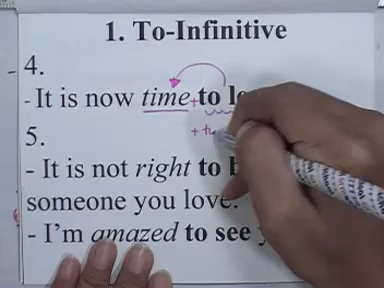 1. To-Infinitive
4.
- It is now time + to
+
5.
- It is not right to
someone you love.
- I'm amazed to see